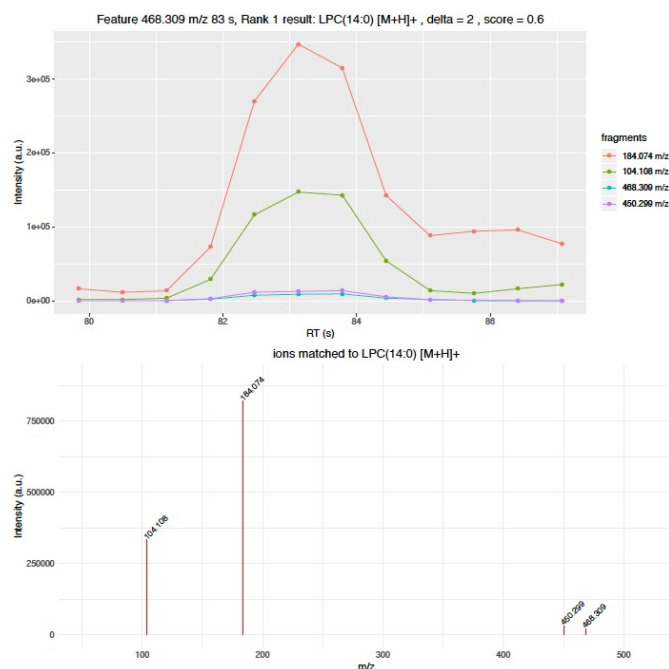 Feature 468.309 m/z 83 s, Rank 1 result: LPC(14:0) [M+H]+ , delta = 2 , score = 0.6
3e+05
2e+05
1e+05
0e+00
Intensity (a.u.)
80 82 84 86
RT (s)
fragments
184.074 m/z
104.108 m/z
468.309 m/z
450.299 m/z
ions matched to LPC(14:0) [M+H]+
750000
500000
250000
0
Intensity (a.u.)
104.108
184.074
450.299
468.309
100 200 300 400 500
m/z